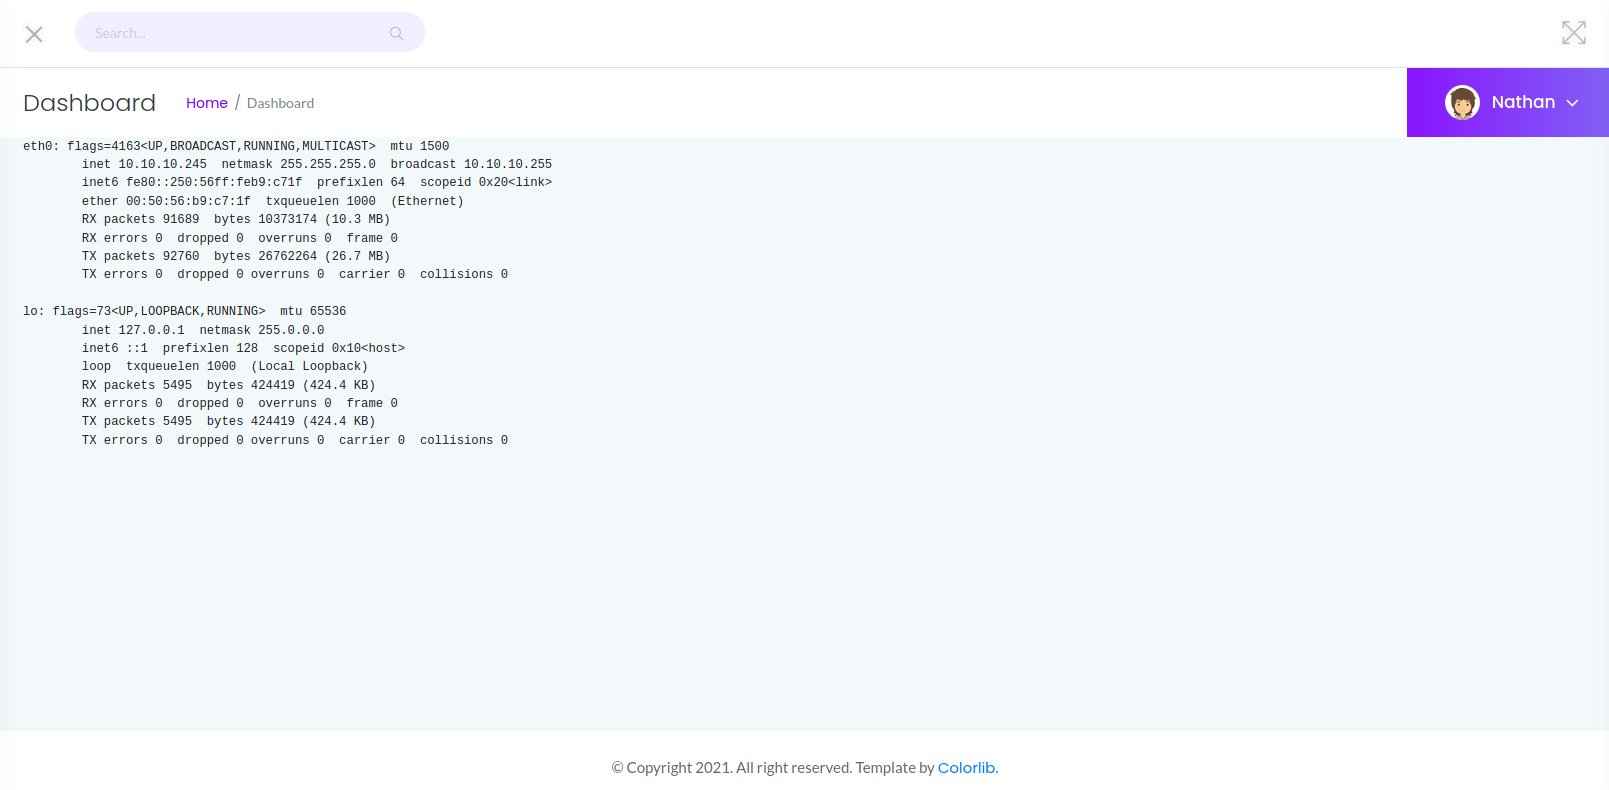 Search...
Dashboard Home / Dashboard Nathan
eth0: flags=4163<UP,BROADCAST,RUNNING,MULTICAST>  mtu 1500
        inet 10.10.10.245  netmask 255.255.255.0  broadcast 10.10.10.255
        inet6 fe80::250:56ff:feb9:c71f  prefixlen 64  scopeid 0x20<link>
        ether 00:50:56:b9:c7:1f  txqueuelen 1000  (Ethernet)
        RX packets 91689  bytes 10373174 (10.3 MB)
        RX errors 0  dropped 0  overruns 0  frame 0
        TX packets 92760  bytes 26762264 (26.7 MB)
        TX errors 0  dropped 0 overruns 0  carrier 0  collisions 0

lo: flags=73<UP,LOOPBACK,RUNNING>  mtu 65536
        inet 127.0.0.1  netmask 255.0.0.0
        inet6 ::1  prefixlen 128  scopeid 0x10<host>
        loop  txqueuelen 1000  (Local Loopback)
        RX packets 5495  bytes 424419 (424.4 KB)
        RX errors 0  dropped 0  overruns 0  frame 0
        TX packets 5495  bytes 424419 (424.4 KB)
        TX errors 0  dropped 0 overruns 0  carrier 0  collisions 0
© Copyright 2021. All right reserved. Template by Colorlib.